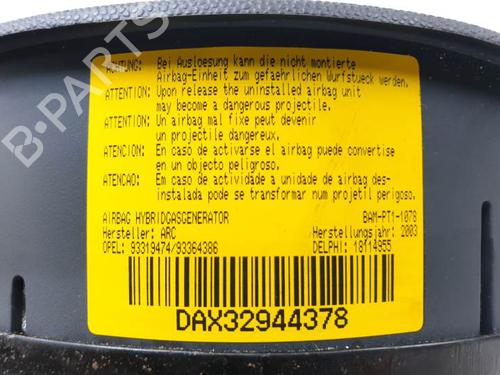 B-PARTS
ACHTUNG: Bei Ausloesung kann die nicht montierte
Airbag-Einheit zum gefaehrlichen Wurfstueck werden.
ATTENTION: Upon release the uninstalled airbag unit
may become a dangerous projectile.
ATTENTION: Un airbag mal fixe peut devenir
un projectile dangereux.
ATENCION: En caso de activarse el airbag puede convertise
en un objecto peligroso.
ATENCAO: Em caso de actividade a unidade de airbag des-
instalada pode se transformar num projetil perigoso.
AIRBAG HYBRIDGASGENERATOR BAM-PT1-1078
Hersteller: ARC Herstellungsjahr: 2003
OPEL: 93319474/93364386 DELPHI: 18114955
DAX32944378